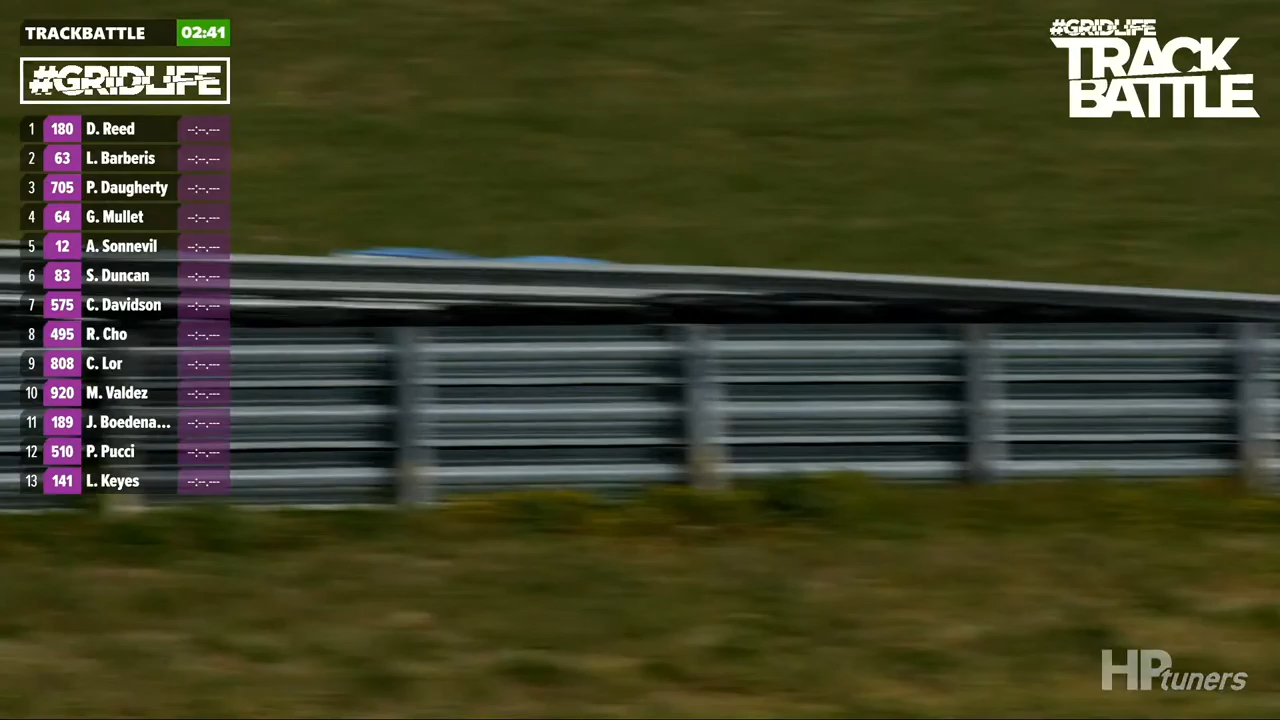 TRACKBATTLE 02:41
#GRIDLIFE
1 180 D. Reed --:--.---
2 63 L. Barberis --:--.---
3 705 P. Daugherty --:--.---
4 64 G. Mullet --:--.---
5 12 A. Sonnevil --:--.---
6 83 S. Duncan --:--.---
7 575 C. Davidson --:--.---
8 495 R. Cho --:--.---
9 808 C. Lor --:--.---
10 920 M. Valdez --:--.---
11 189 J. Boedena... --:--.---
12 510 P. Pucci --:--.---
13 141 L. Keyes --:--.---
#GRIDLIFE
TRACK
BATTLE
HP tuners